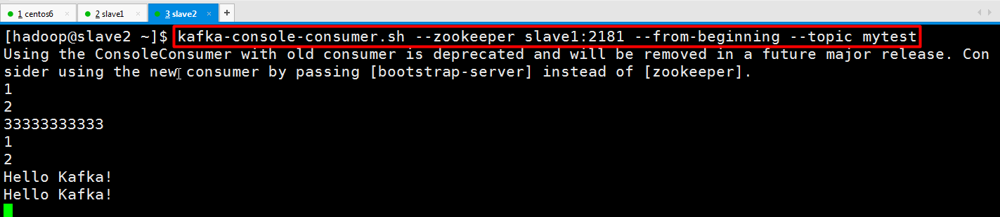 1 centos6 × 2 slave1 × 3 slave2 × +
[hadoop@slave2 ~]$ kafka-console-consumer.sh --zookeeper slave1:2181 --from-beginning --topic mytest
Using the ConsoleConsumer with old consumer is deprecated and will be removed in a future major release. Con
sider using the new consumer by passing [bootstrap-server] instead of [zookeeper].
1
2
33333333333
1
2
Hello Kafka!
Hello Kafka!